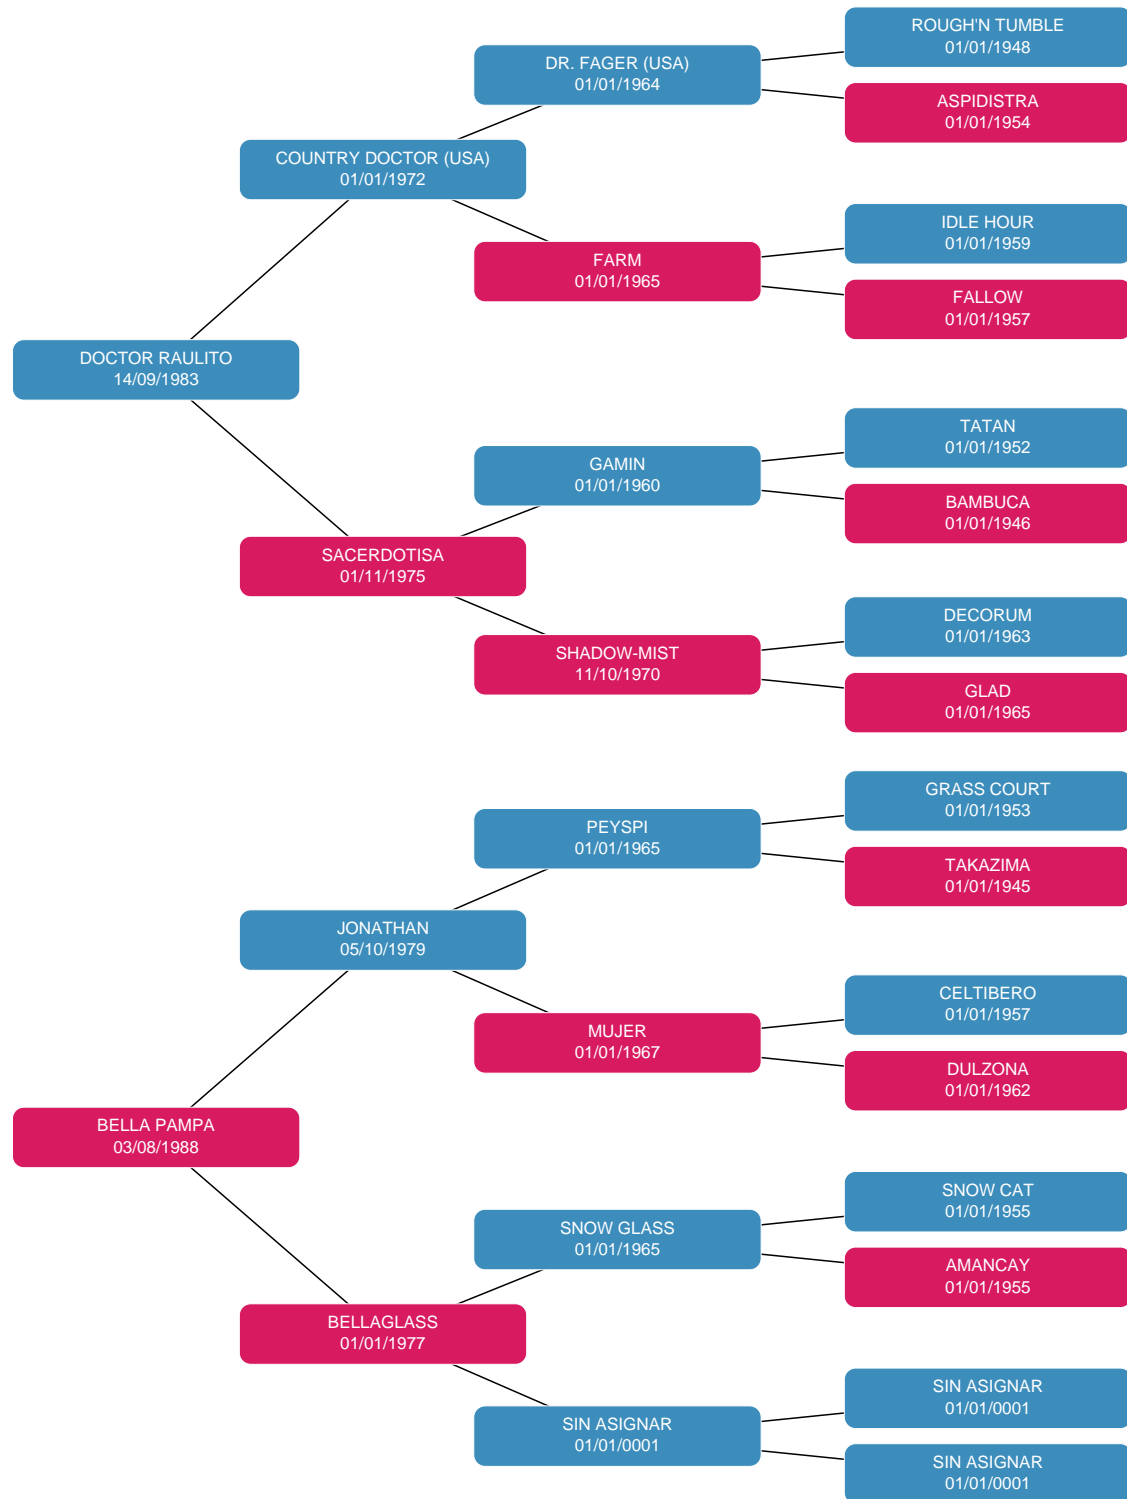 ROUGH'N TUMBLE
01/01/1948
DR. FAGER (USA)
01/01/1964
ASPIDISTRA
01/01/1954
COUNTRY DOCTOR (USA)
01/01/1972
IDLE HOUR
01/01/1959
FARM
01/01/1965
FALLOW
01/01/1957
DOCTOR RAULITO
14/09/1983
TATAN
01/01/1952
GAMIN
01/01/1960
BAMBUCA
01/01/1946
SACERDOTISA
01/11/1975
DECORUM
01/01/1963
SHADOW-MIST
11/10/1970
GLAD
01/01/1965
GRASS COURT
01/01/1953
PEYSPI
01/01/1965
TAKAZIMA
01/01/1945
JONATHAN
05/10/1979
CELTIBERO
01/01/1957
MUJER
01/01/1967
DULZONA
01/01/1962
BELLA PAMPA
03/08/1988
SNOW CAT
01/01/1955
SNOW GLASS
01/01/1965
AMANCAY
01/01/1955
BELLAGLASS
01/01/1977
SIN ASIGNAR
01/01/0001
SIN ASIGNAR
01/01/0001
SIN ASIGNAR
01/01/0001